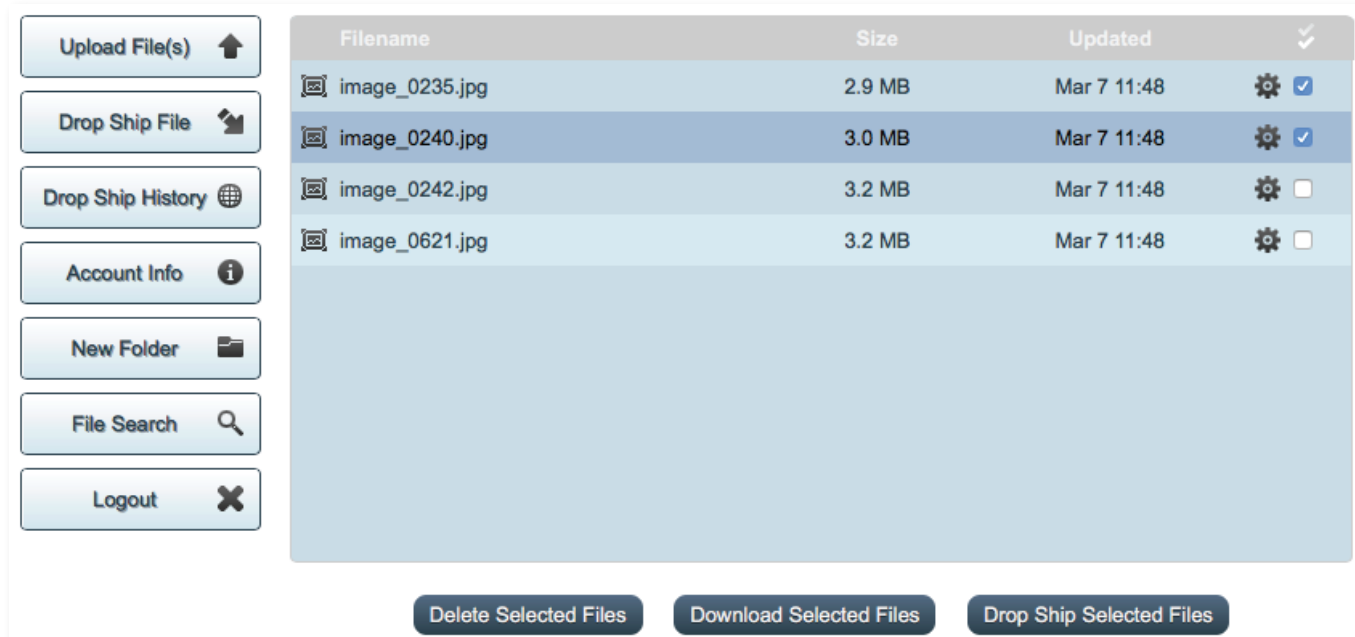 Upload File(s)
Drop Ship File
Drop Ship History
Account Info
New Folder
File Search
Logout
Filename Size Updated
image_0235.jpg 2.9 MB Mar 7 11:48
image_0240.jpg 3.0 MB Mar 7 11:48
image_0242.jpg 3.2 MB Mar 7 11:48
image_0621.jpg 3.2 MB Mar 7 11:48
Delete Selected Files Download Selected Files Drop Ship Selected Files